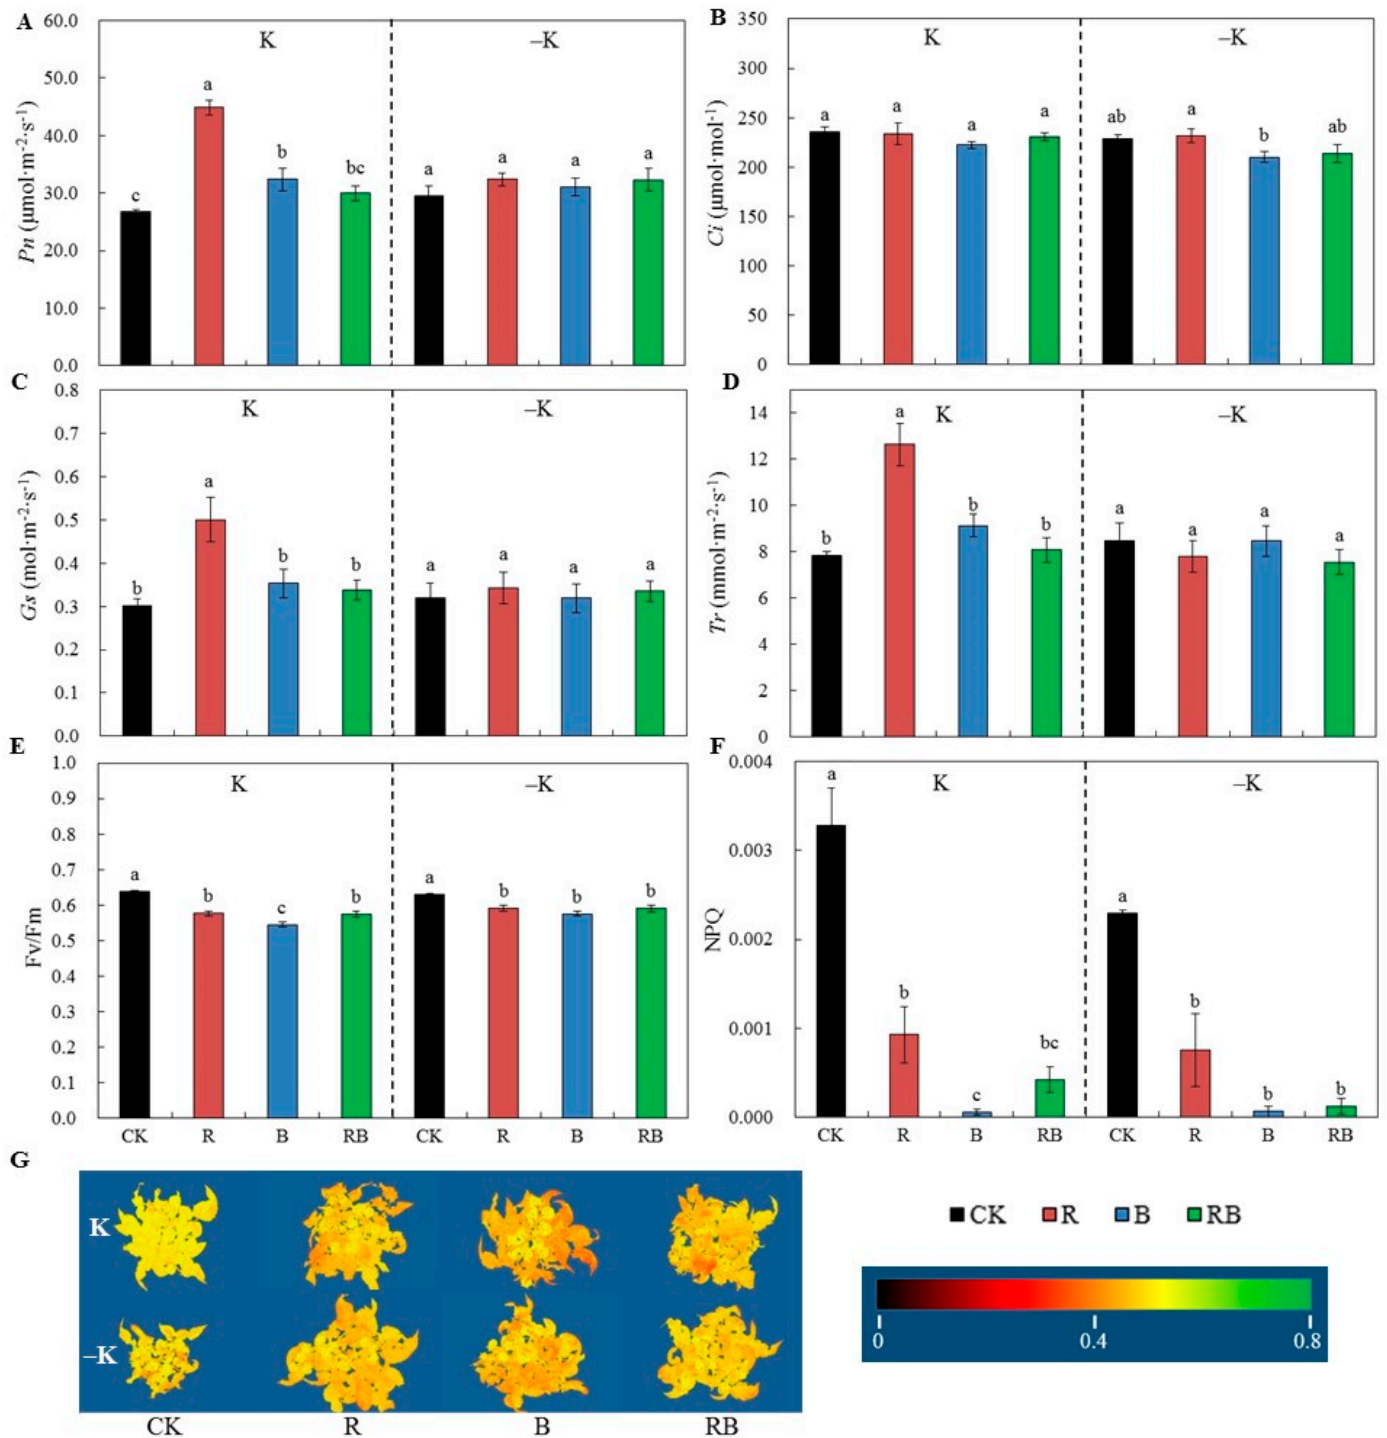 A
60.0
50.0
40.0
30.0
20.0
10.0
0.0
Pn (μmol·m-2·s-1)
K
–K
c
a
b
bc
a
a
a
a
B
350
300
250
200
150
100
50
0
Ci (μmol·mol-1)
K
–K
a
a
a
a
ab
a
b
ab
C
0.8
0.7
0.6
0.5
0.4
0.3
0.2
0.1
0.0
Gs (mol·m-2·s-1)
K
–K
b
a
b
b
a
a
a
a
D
14
12
10
8
6
4
2
0
Tr (mmol·m-2·s-1)
K
–K
b
a
b
b
a
a
a
a
E
1.0
0.9
0.8
0.7
0.6
0.5
0.4
0.3
0.2
0.1
0.0
Fv/Fm
K
–K
a
b
c
b
a
b
b
b
CK R B RB CK R B RB
F
0.004
0.003
0.002
0.001
0.000
NPQ
K
–K
a
b
c
bc
a
b
b
b
CK R B RB CK R B RB
G
K
–K
CK R B RB
CK R B RB
0 0.4 0.8